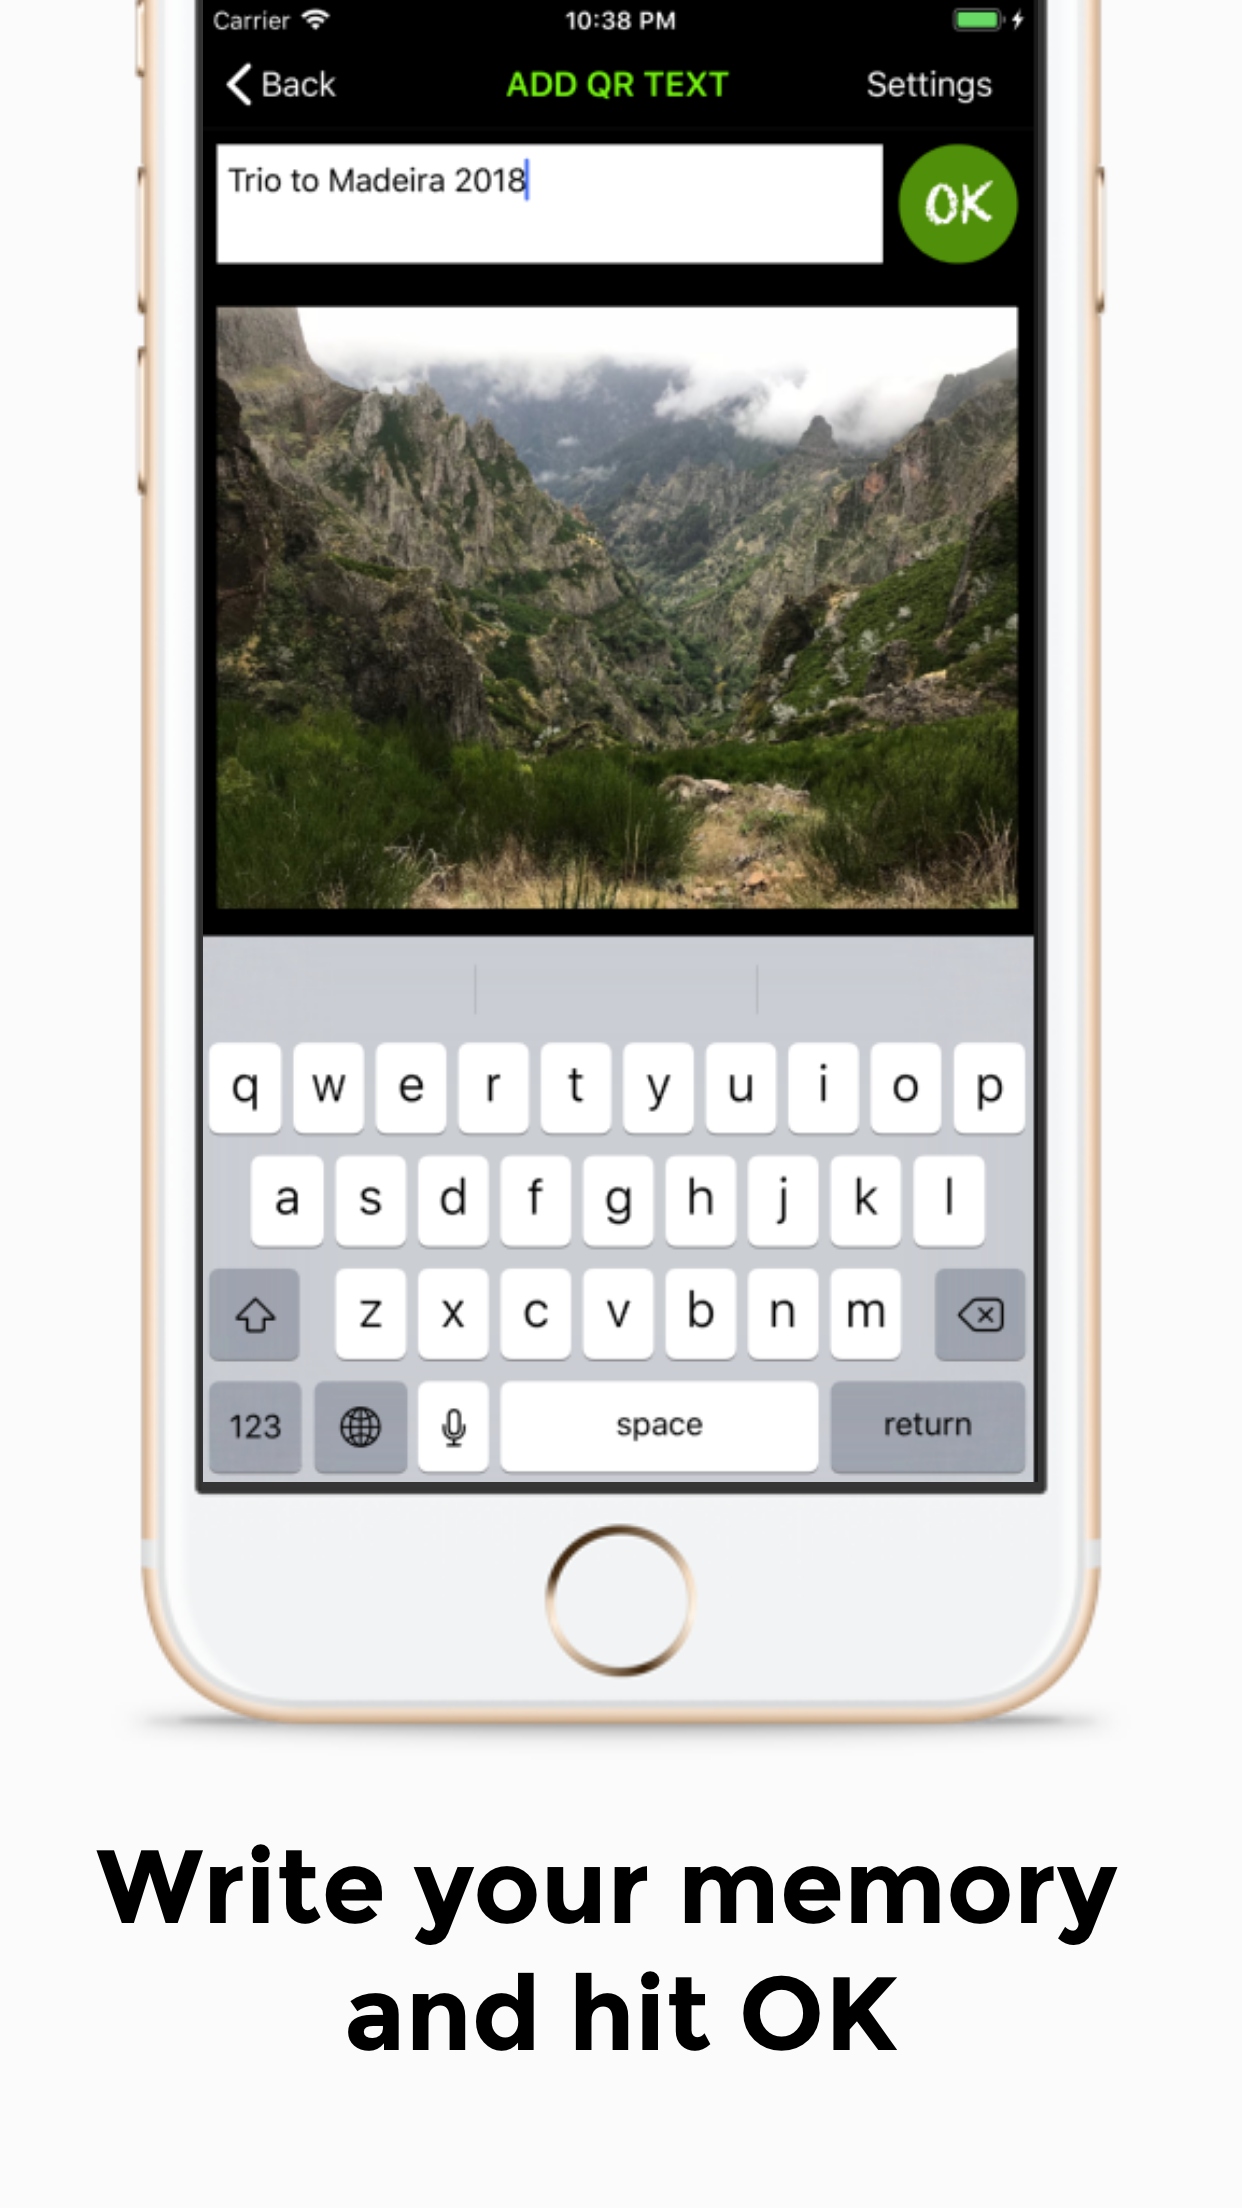 Carrier 10:38 PM
Back ADD QR TEXT Settings
Trio to Madeira 2018
OK
q w e r t y u i o p
a s d f g h j k l
z x c v b n m
123 space return
Write your memory
and hit OK